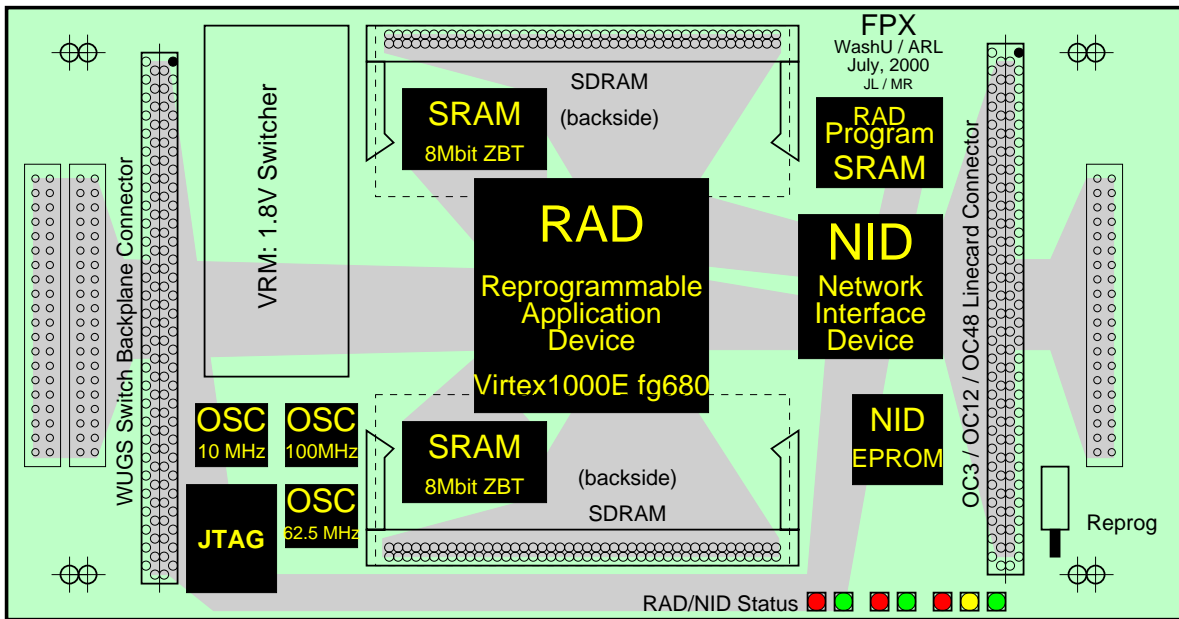 FPX
WashU / ARL
July, 2000
JL / MR
SDRAM
(backside)
SRAM
8Mbit ZBT
RAD
Program
SRAM
VRM: 1.8V Switcher
WUGS Switch Backplane Connector
RAD
Reprogrammable
Application
Device
Virtex1000E fg680
NID
Network
Interface
Device
OC3 / OC12 / OC48 Linecard Connector
OSC
10 MHz
OSC
100MHz
SRAM
8Mbit ZBT
NID
EPROM
(backside)
SDRAM
JTAG
OSC
62.5 MHz
Reprog
RAD/NID Status